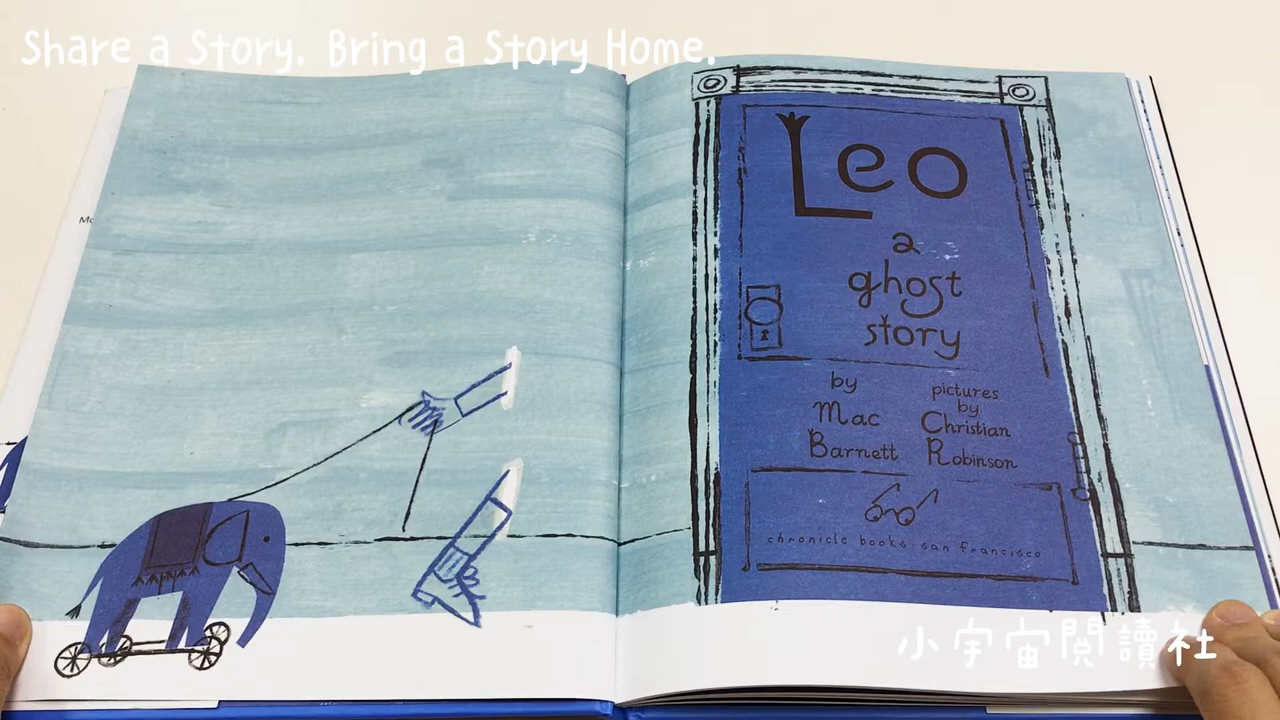 Share a Story. Bring a Story Home.
Mc
Leo
a
ghost
story
by
Mac
Barnett
pictures
by
Christian
Robinson
chronicle books · san francisco
小宇宙閱讀社